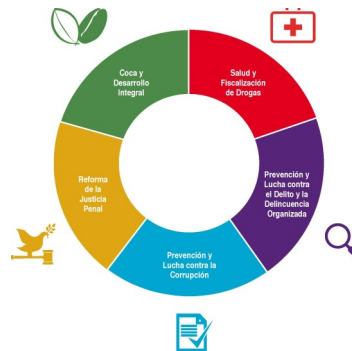 Coca y
Desarrollo
Integral
Salud y
Fiscalización
de Drogas
Reforma
de la
Justicia
Penal
Prevención y
Lucha contra
el Delito y la
Delincuencia
Organizada
Prevención y
Lucha contra la
Corrupción